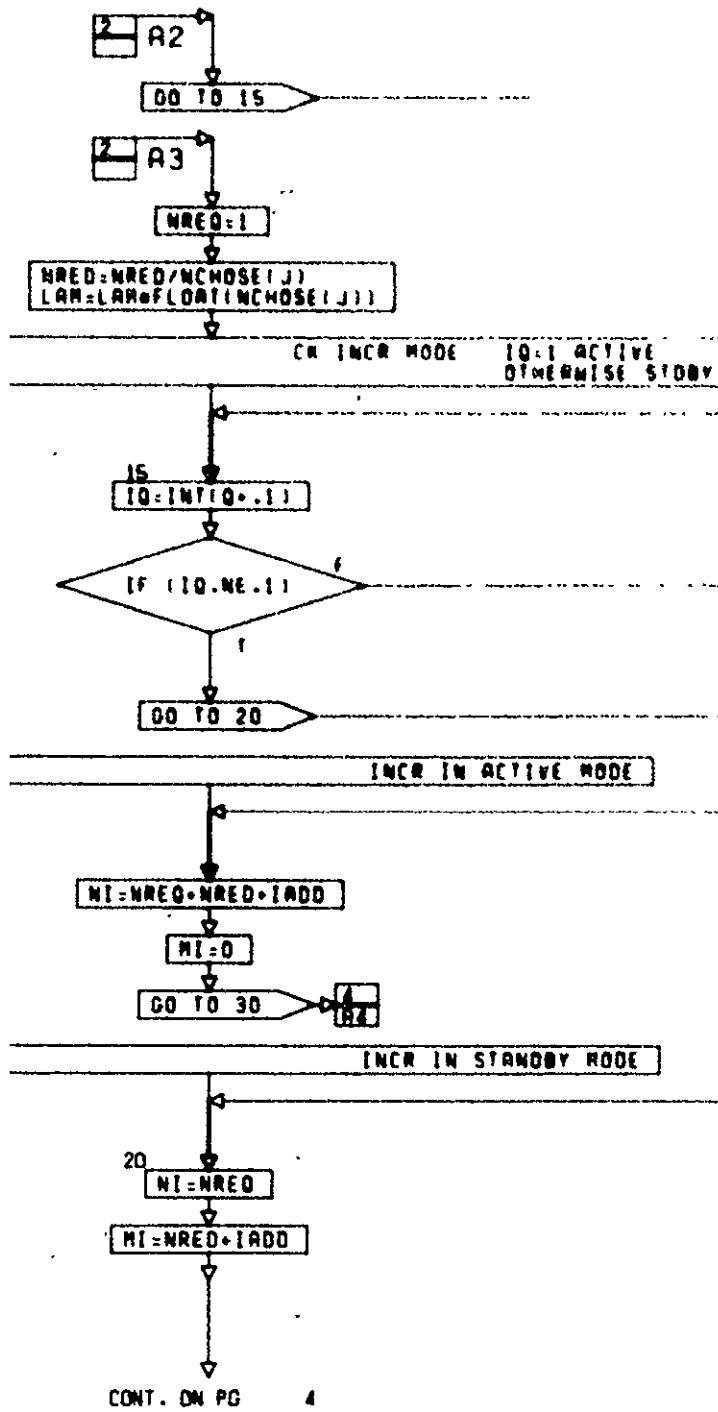 2 A2
GO TO 15
2 A3
NREQ=1
NRED=NRED/NCHOSE(J)
LAM=LAM*FLOAT(NCHOSE(J))
CK INCR MODE IQ=1 ACTIVE
OTHERWISE STDBY
15
IQ=INT(Q+.1)
IF (IQ.NE.1)
F
T
GO TO 20
INCR IN ACTIVE MODE
NI=NREQ+NRED+IADD
MI=0
GO TO 30
4
A4
INCR IN STANDBY MODE
20
NI=NREQ
MI=NRED+IADD
CONT. ON PG 4